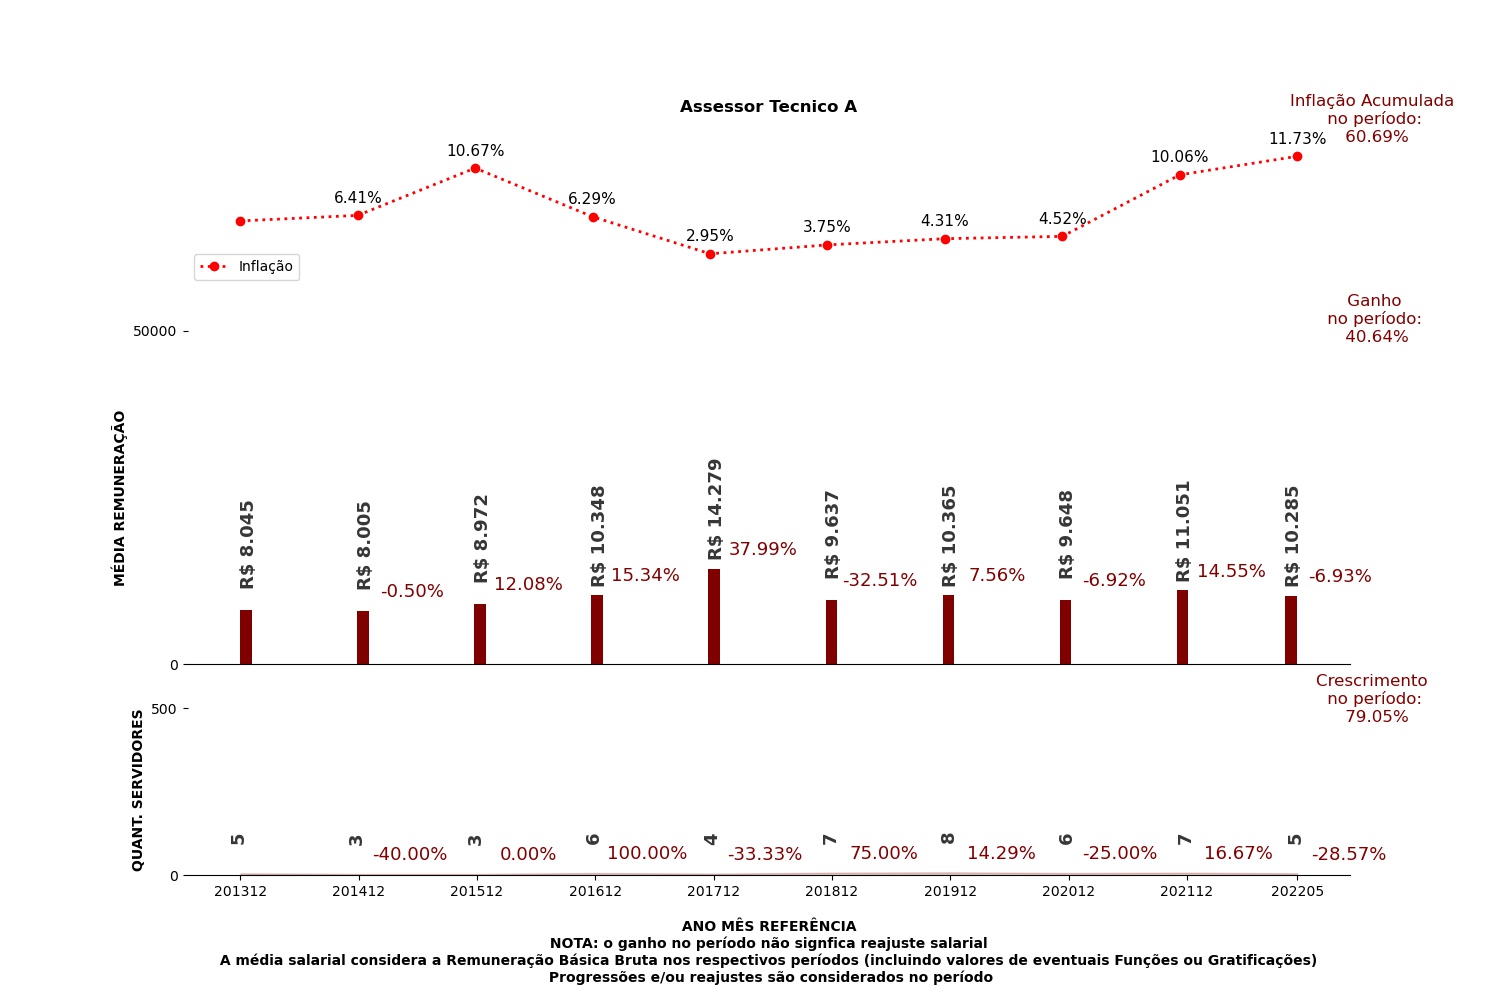 Assessor Tecnico A
Inflação Acumulada
no período:
60.69%
6.41%
10.67%
6.29%
2.95%
3.75%
4.31%
4.52%
10.06%
11.73%
Inflação
Ganho
no período:
40.64%
50000
0
MÉDIA REMUNERAÇÃO
R$ 8.045
R$ 8.005
R$ 8.972
R$ 10.348
R$ 14.279
R$ 9.637
R$ 10.365
R$ 9.648
R$ 11.051
R$ 10.285
-0.50%
12.08%
15.34%
37.99%
-32.51%
7.56%
-6.92%
14.55%
-6.93%
Crescrimento
no período:
79.05%
500
0
QUANT. SERVIDORES
5
3
3
6
4
7
8
6
7
5
-40.00%
0.00%
100.00%
-33.33%
75.00%
14.29%
-25.00%
16.67%
-28.57%
201312
201412
201512
201612
201712
201812
201912
202012
202112
202205
ANO MÊS REFERÊNCIA
NOTA: o ganho no período não signfica reajuste salarial
A média salarial considera a Remuneração Básica Bruta nos respectivos períodos (incluindo valores de eventuais Funções ou Gratificações)
Progressões e/ou reajustes são considerados no período